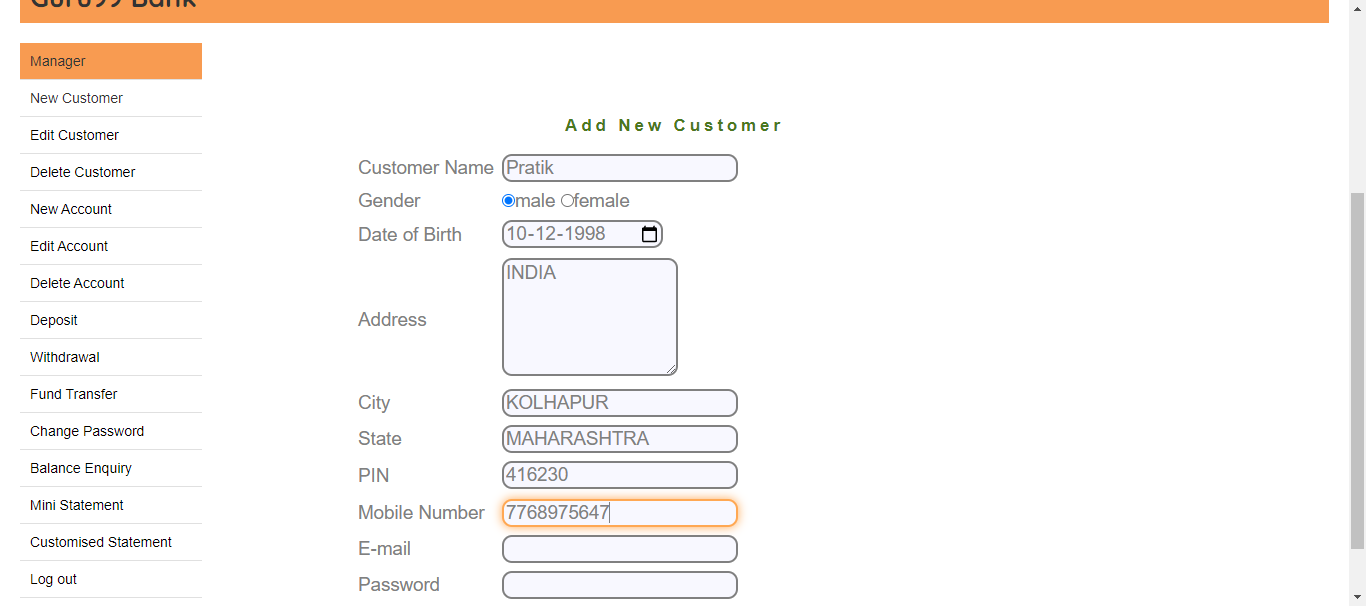 Guru99 Bank
Manager
New Customer
Edit Customer
Delete Customer
New Account
Edit Account
Delete Account
Deposit
Withdrawal
Fund Transfer
Change Password
Balance Enquiry
Mini Statement
Customised Statement
Log out
Add New Customer
Customer Name Pratik
Gender male female
Date of Birth 10-12-1998
Address INDIA
City KOLHAPUR
State MAHARASHTRA
PIN 416230
Mobile Number 7768975647
E-mail
Password